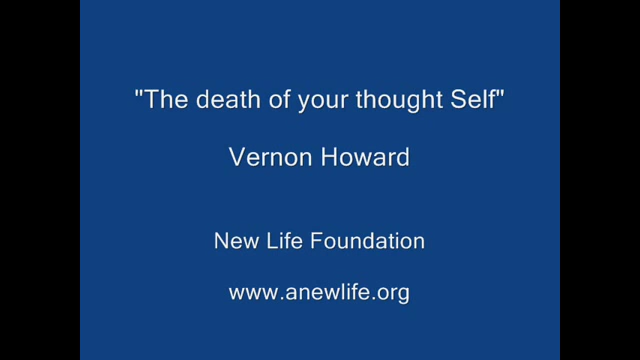 "The death of your thought Self"
Vernon Howard
New Life Foundation
www.anewlife.org